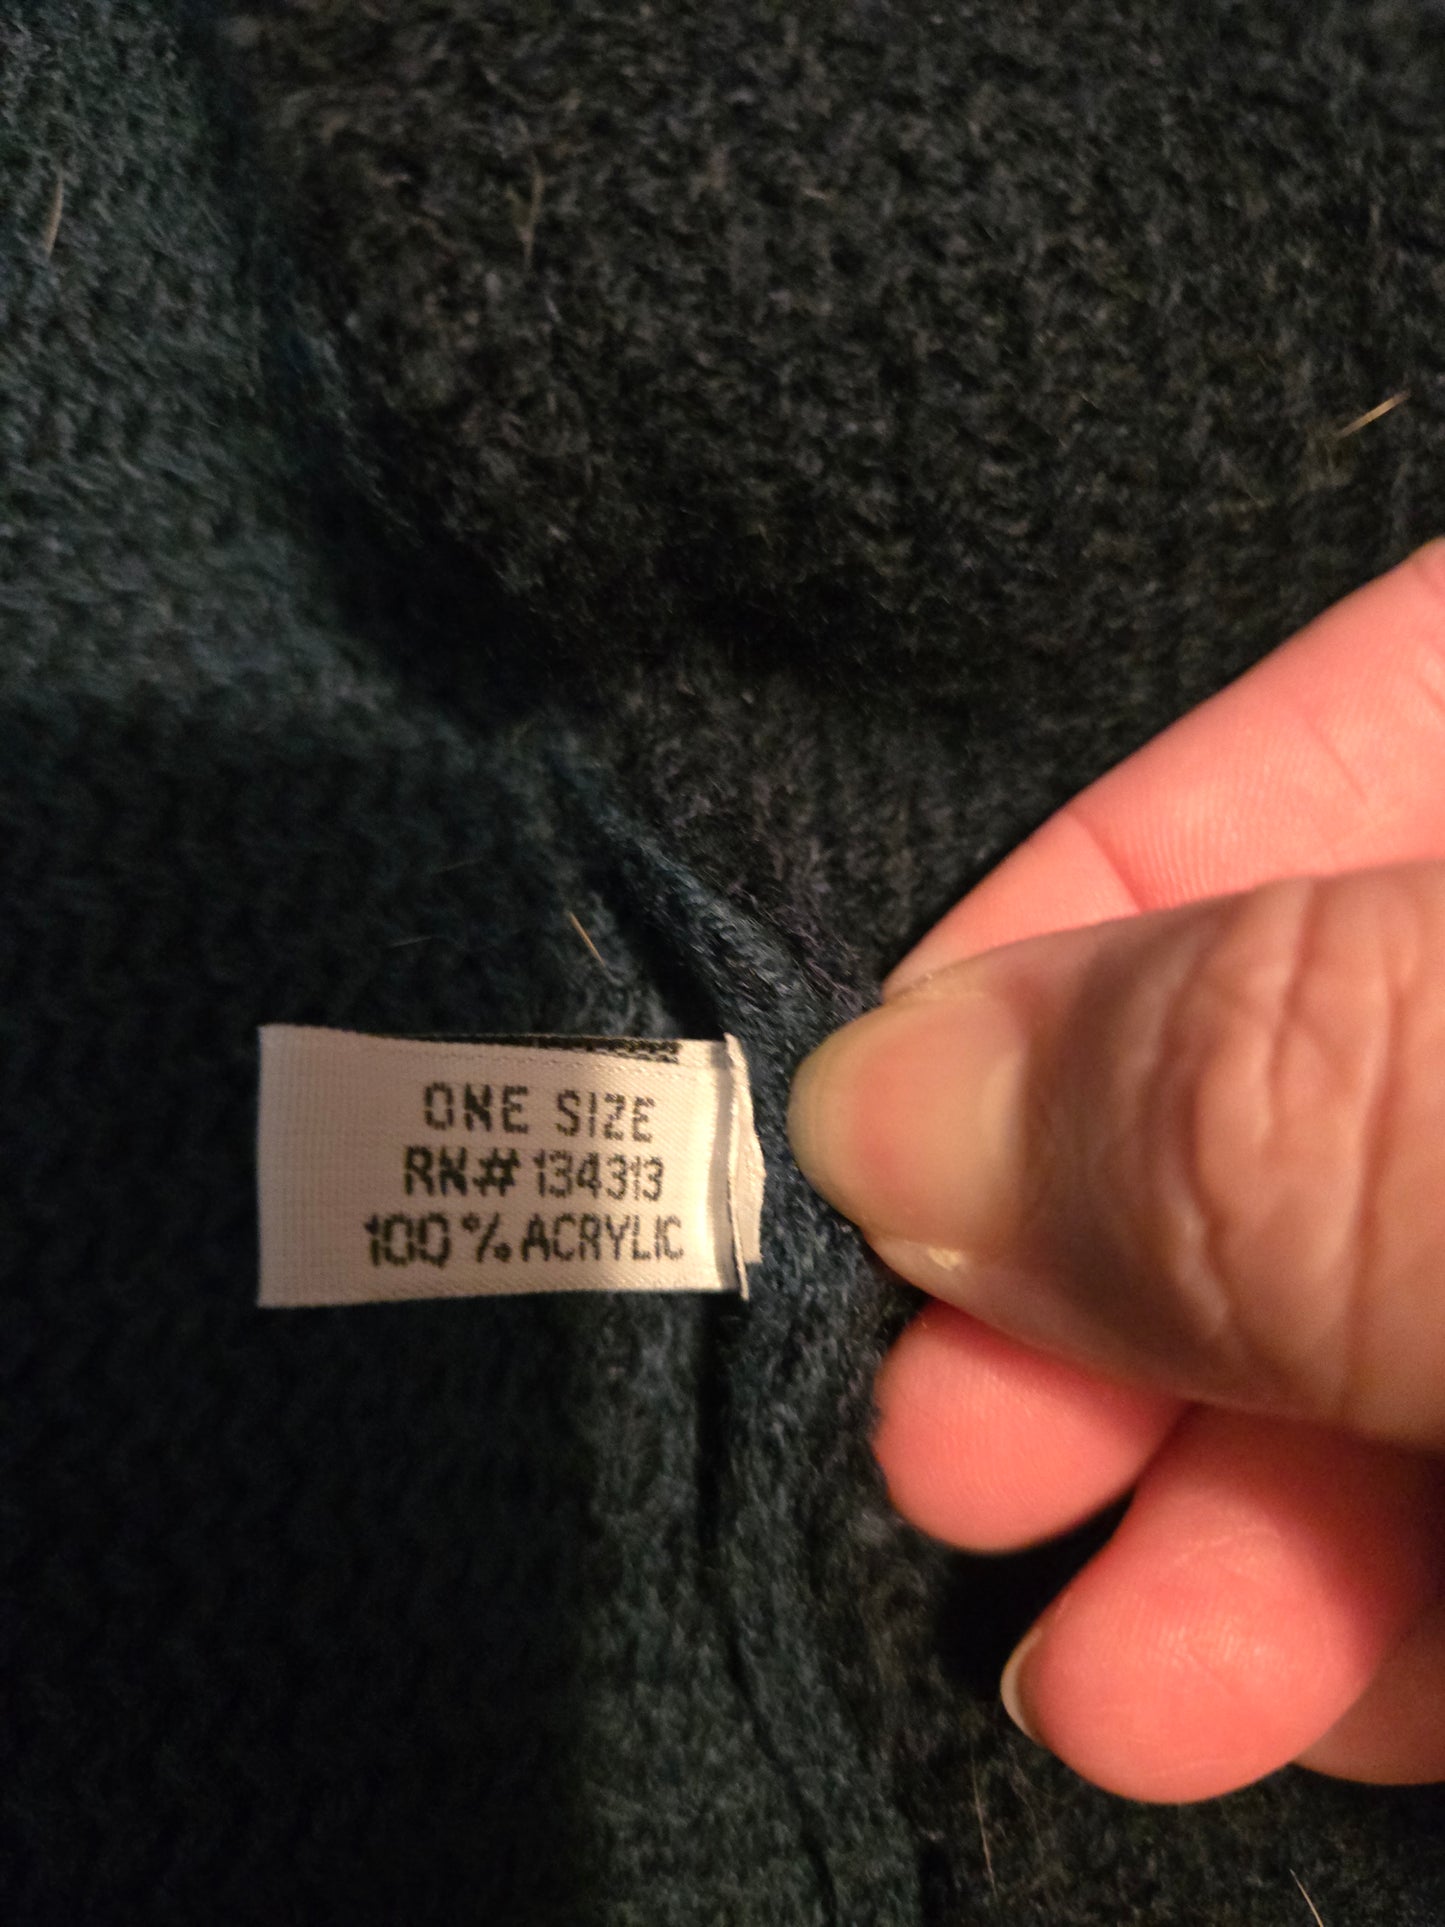 ONE SIZE
RN# 134313
100% ACRYLIC